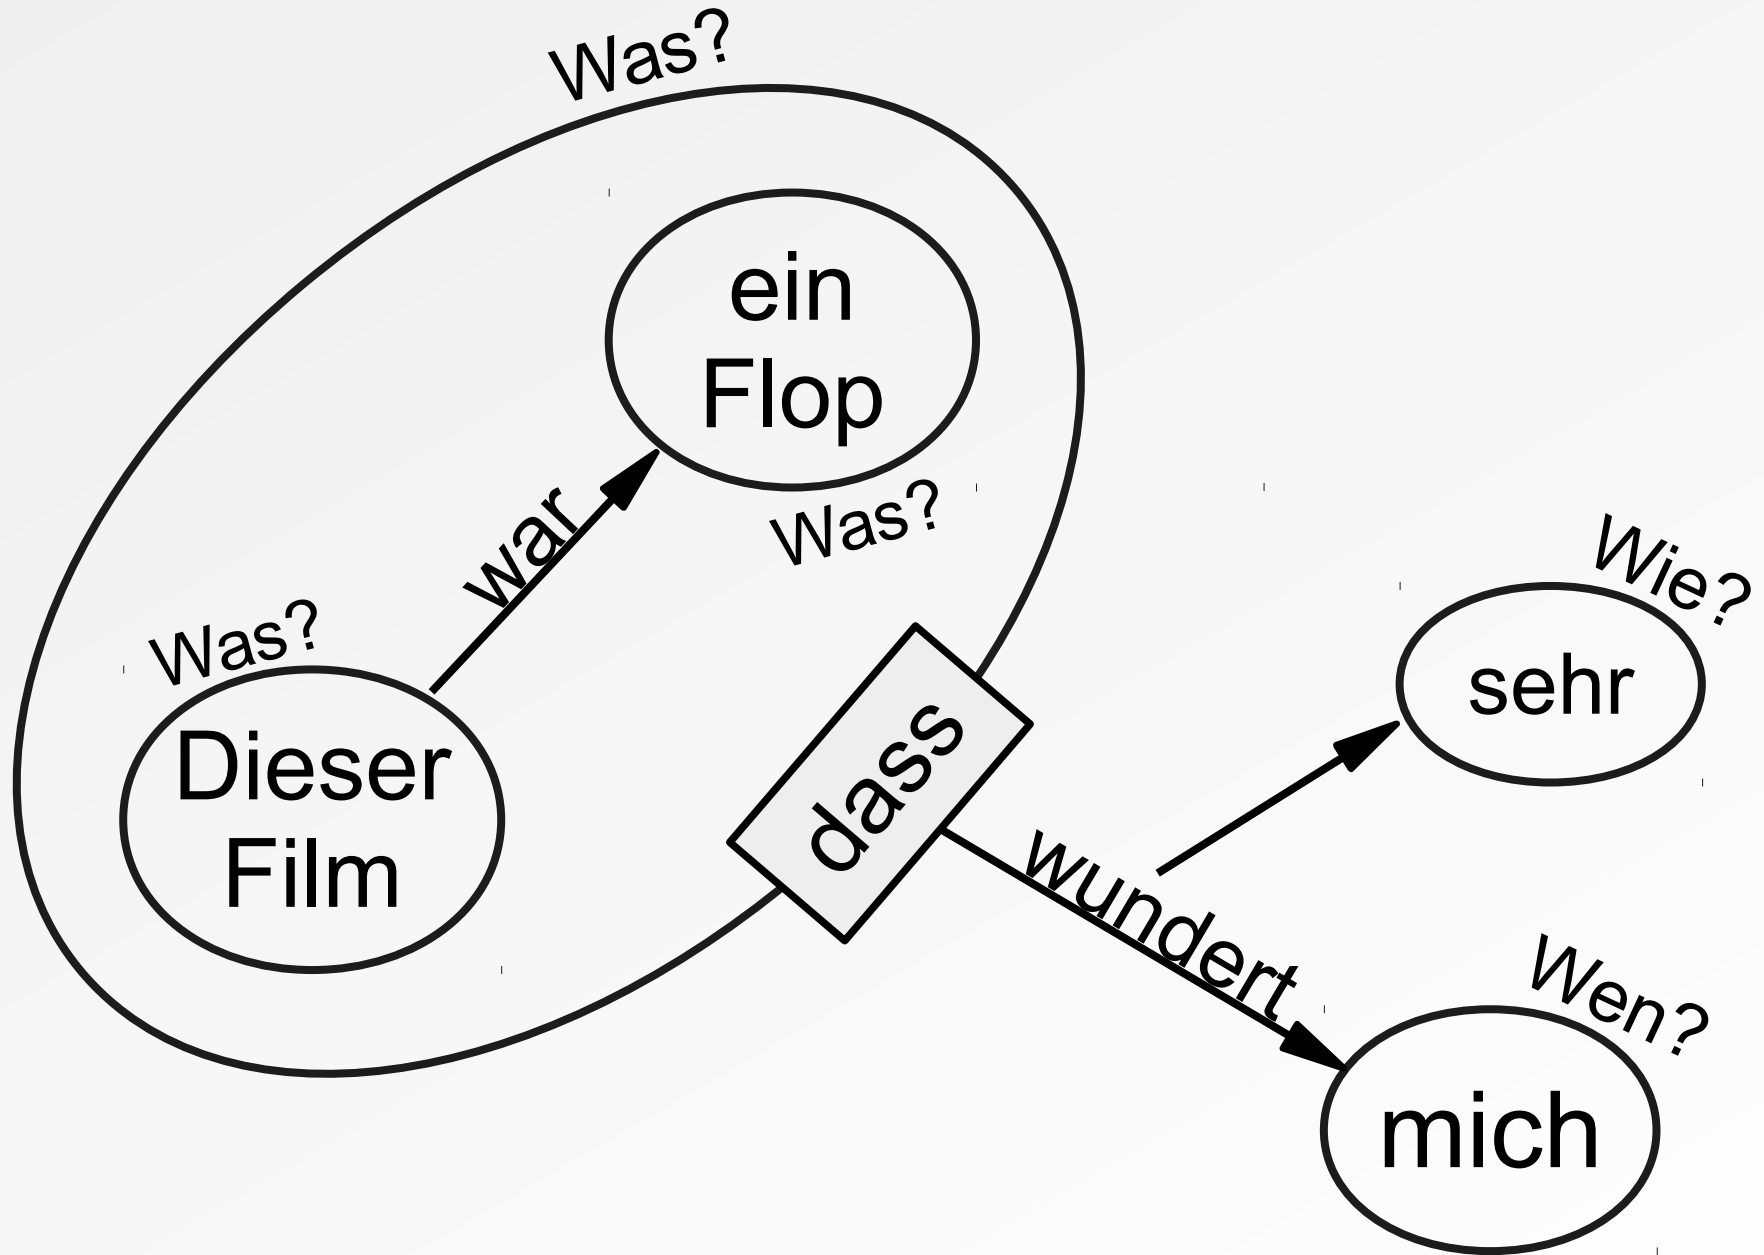 Was?
ein
Flop
Was?
war
Was?
Dieser
Film
dass
wundert
Wie?
sehr
Wen?
mich